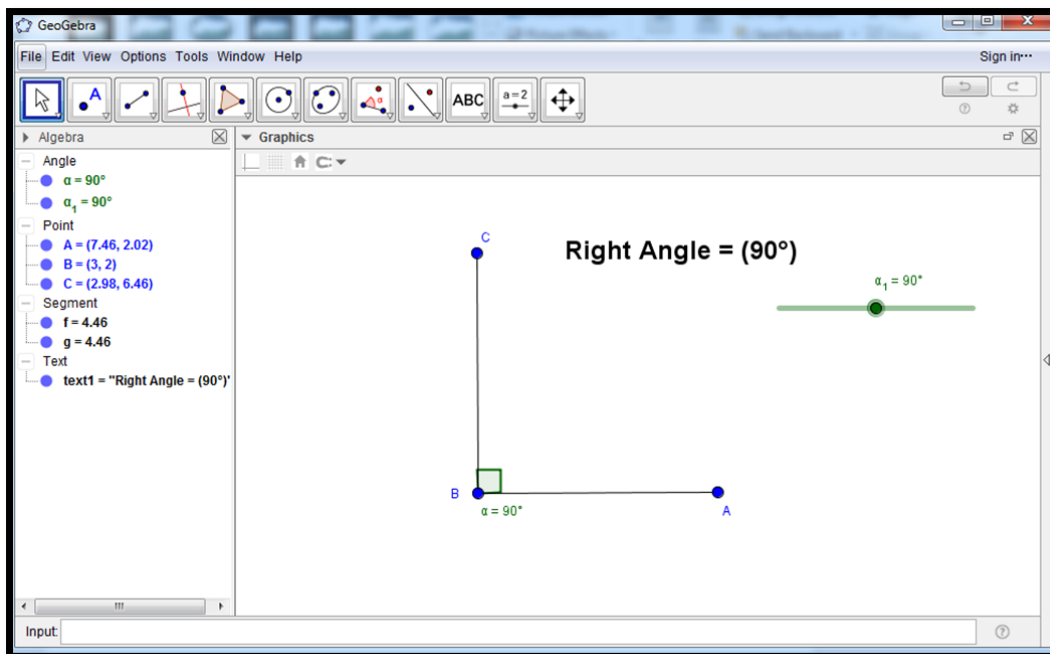 GeoGebra
File Edit View Options Tools Window Help Sign in...
ABC a=2
Algebra Graphics
Angle
α = 90°
α1 = 90°
Point
A = (7.46, 2.02)
B = (3, 2)
C = (2.98, 6.46)
Segment
f = 4.46
g = 4.46
Text
text1 = "Right Angle = (90°)"
C
Right Angle = (90°)
α1 = 90°
B
α = 90°
A
Input: